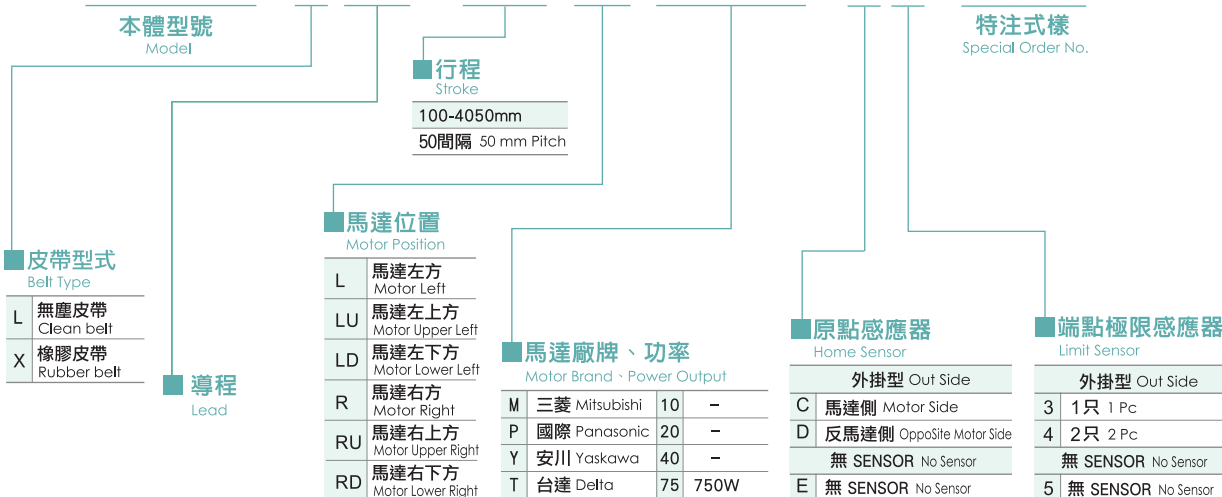 本體型號
Model
特注式樣
Special Order No.
行程
Stroke
100-4050mm
50間隔 50 mm Pitch
皮帶型式
Belt Type
L 無塵皮帶
Clean belt
X 橡膠皮帶
Rubber belt
導程
Lead
馬達位置
Motor Position
L 馬達左方
Motor Left
LU 馬達左上方
Motor Upper Left
LD 馬達左下方
Motor Lower Left
R 馬達右方
Motor Right
RU 馬達右上方
Motor Upper Right
RD 馬達右下方
Motor Lower Right
馬達廠牌、功率
Motor Brand、Power Output
M 三菱 Mitsubishi 10 –
P 國際 Panasonic 20 –
Y 安川 Yaskawa 40 –
T 台達 Delta 75 750W
原點感應器
Home Sensor
外掛型 Out Side
C 馬達側 Motor Side
D 反馬達側 OppoSite Motor Side
無 SENSOR No Sensor
E 無 SENSOR No Sensor
端點極限感應器
Limit Sensor
外掛型 Out Side
3 1只 1 Pc
4 2只 2 Pc
無 SENSOR No Sensor
5 無 SENSOR No Sensor